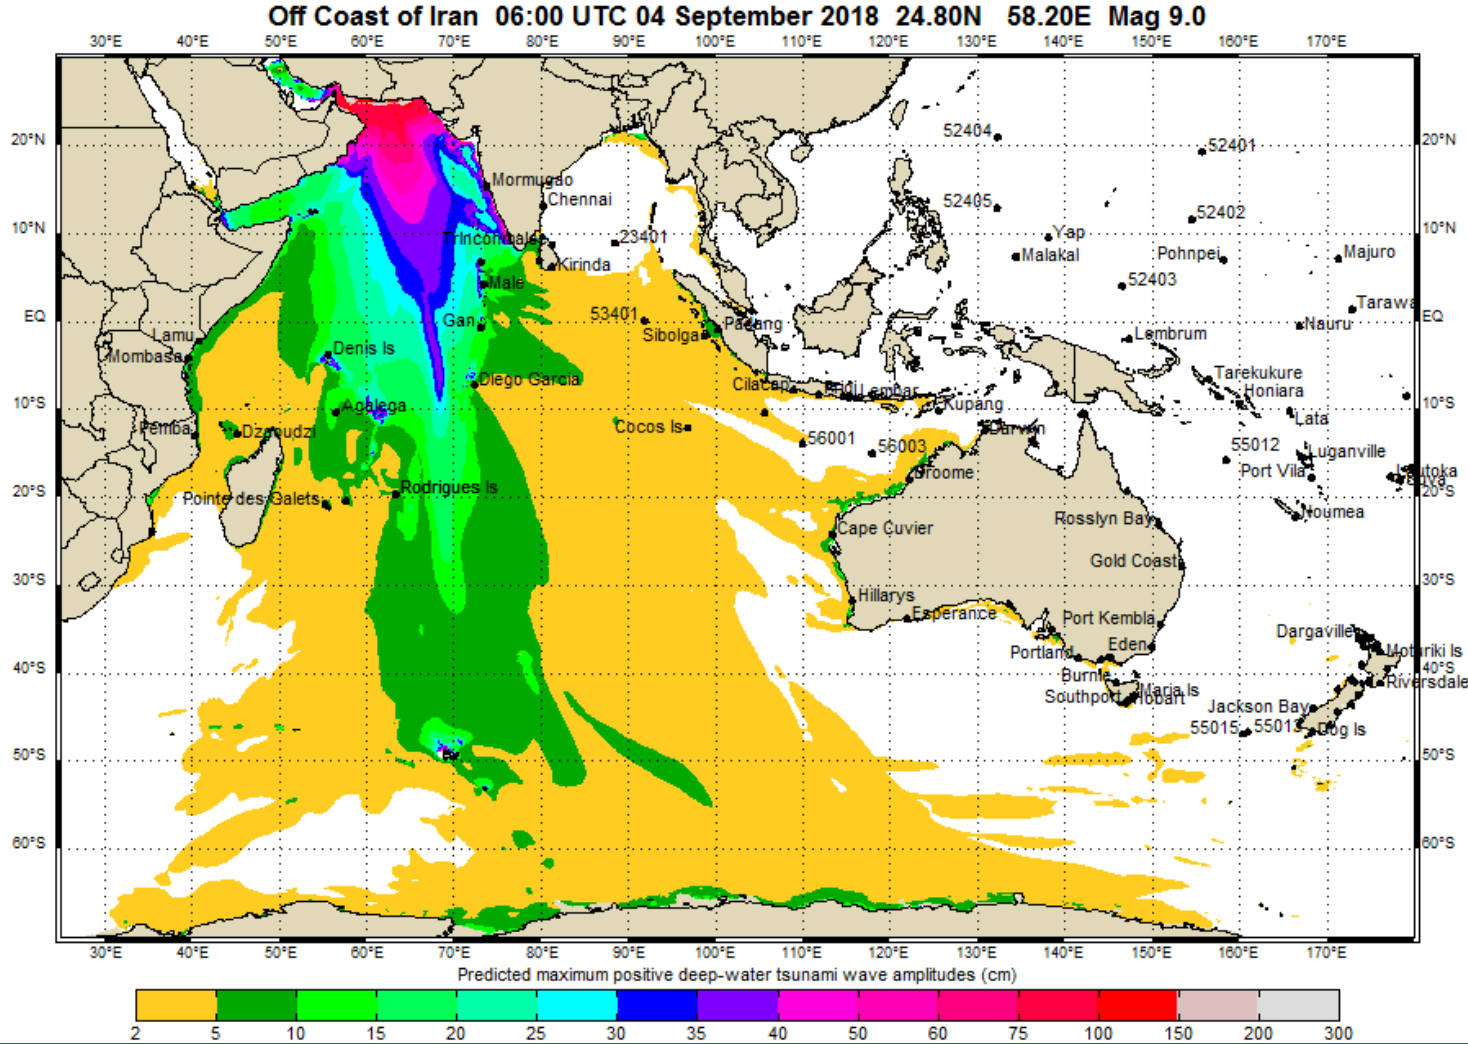 Off Coast of Iran 06:00 UTC 04 September 2018 24.80N 58.20E Mag 9.0
30°E 40°E 50°E 60°E 70°E 80°E 90°E 100°E 110°E 120°E 130°E 140°E 150°E 160°E 170°E
20°N 52404 52401 20°N
Mormugao
Chennai 52405 52402
10°N Trincomalee 23401 Yap 10°N
Kirinda Malakal Pohnpei Majuro
Male 52403
EQ Gan 53401 Padang Tarawa EQ
Lamu Sibolga Lombrum Nauru
Mombasa Denis Is
Diego Garcia Cilacap Tarekukure
10°S Agalega Lembar Kupang Honiara 10°S
Pemba Dzaoudzi Cocos Is Darwin Lata
56001 56003 55012 Luganville
Broome Port Vila Lautoka
20°S Pointe des Galets Rodrigues Is Suva 20°S
Cape Cuvier Rosslyn Bay Noumea
30°S Gold Coast 30°S
Hillarys
Esperance Port Kembla Dargaville
Portland Eden Moturiki Is
40°S Burnie Maria Is 40°S
Southport Hobart Riversdale
Jackson Bay
50°S 55015 55013 Dog Is 50°S
60°S 60°S
30°E 40°E 50°E 60°E 70°E 80°E 90°E 100°E 110°E 120°E 130°E 140°E 150°E 160°E 170°E
Predicted maximum positive deep-water tsunami wave amplitudes (cm)
2 5 10 15 20 25 30 35 40 50 60 75 100 150 200 300